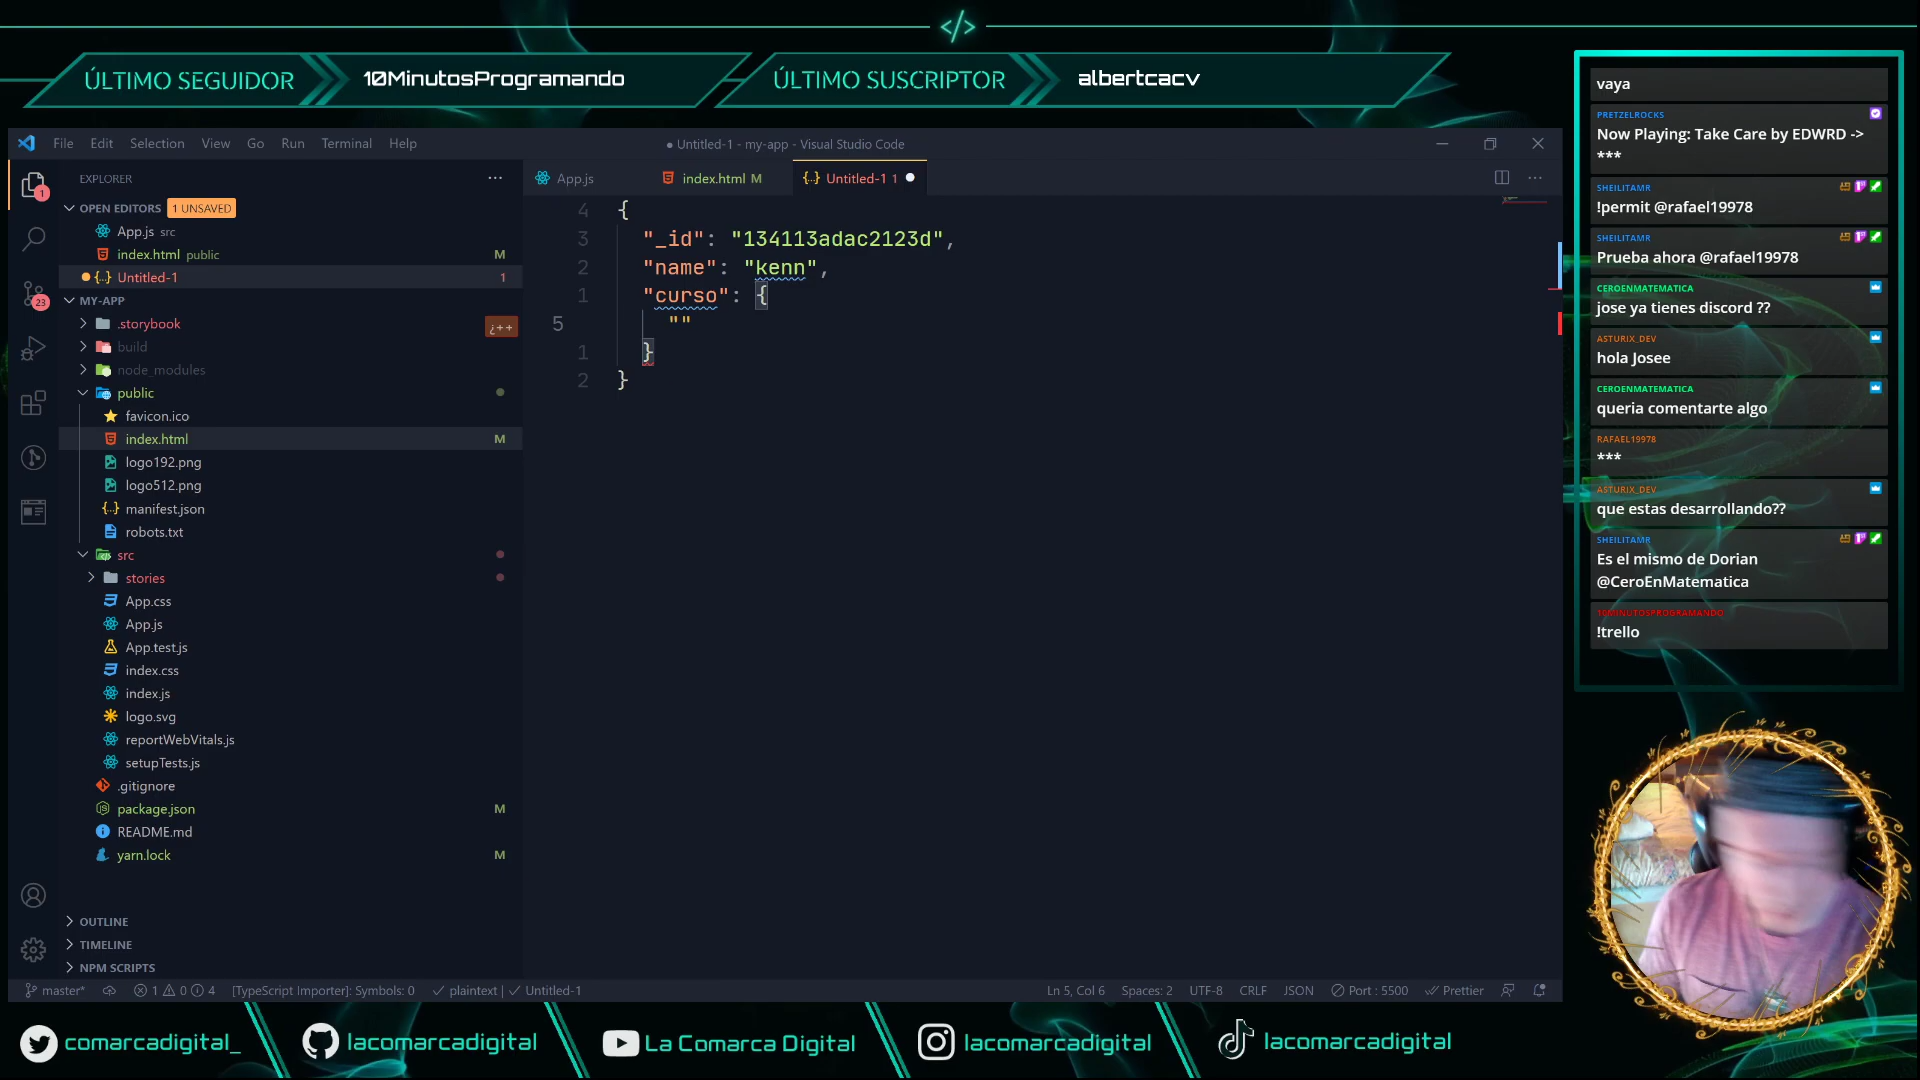 </>
ÚLTIMO SEGUIDOR
10MinutosProgramando
ÚLTIMO SUSCRIPTOR
albertcacv
File Edit Selection View Go Run Terminal Help
● Untitled-1 - my-app - Visual Studio Code
EXPLORER
OPEN EDITORS 1 UNSAVED
App.js src
index.html public M
{..} Untitled-1 1
MY-APP
.storybook
build
node_modules
public
favicon.ico
index.html M
logo192.png
logo512.png
{..} manifest.json
robots.txt
src
stories
App.css
App.js
App.test.js
index.css
index.js
logo.svg
reportWebVitals.js
setupTests.js
.gitignore
package.json M
README.md
yarn.lock M
OUTLINE
TIMELINE
NPM SCRIPTS
1
23
¿++
App.js
index.html M
{..} Untitled-1 1
4 {
3 "_id": "134113adac2123d",
2 "name": "kenn",
1 "curso": {
5 ""
1 }
2 }
master* 1 0 4 [TypeScript Importer]: Symbols: 0 plaintext | Untitled-1
Ln 5, Col 6 Spaces: 2 UTF-8 CRLF JSON Port : 5500 Prettier
vaya
PRETZELROCKS
Now Playing: Take Care by EDWRD ->
***
SHEILITAMR
!permit @rafael19978
SHEILITAMR
Prueba ahora @rafael19978
CEROENMATEMATICA
jose ya tienes discord ??
ASTURIX_DEV
hola Josee
CEROENMATEMATICA
queria comentarte algo
RAFAEL19978
***
ASTURIX_DEV
que estas desarrollando??
SHEILITAMR
Es el mismo de Dorian
@CeroEnMatematica
10MINUTOSPROGRAMANDO
!trello
comarcadigital_
lacomarcadigital
La Comarca Digital
lacomarcadigital
lacomarcadigital